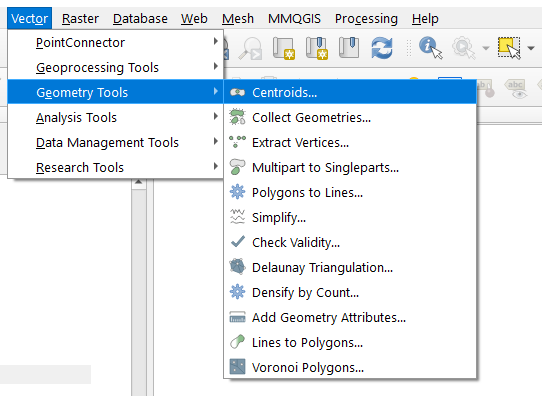 Vector Raster Database Web Mesh MMQGIS Processing Help
PointConnector
Geoprocessing Tools
Geometry Tools
Analysis Tools
Data Management Tools
Research Tools
Centroids...
Collect Geometries...
Extract Vertices...
Multipart to Singleparts...
Polygons to Lines...
Simplify...
Check Validity...
Delaunay Triangulation...
Densify by Count...
Add Geometry Attributes...
Lines to Polygons...
Voronoi Polygons...